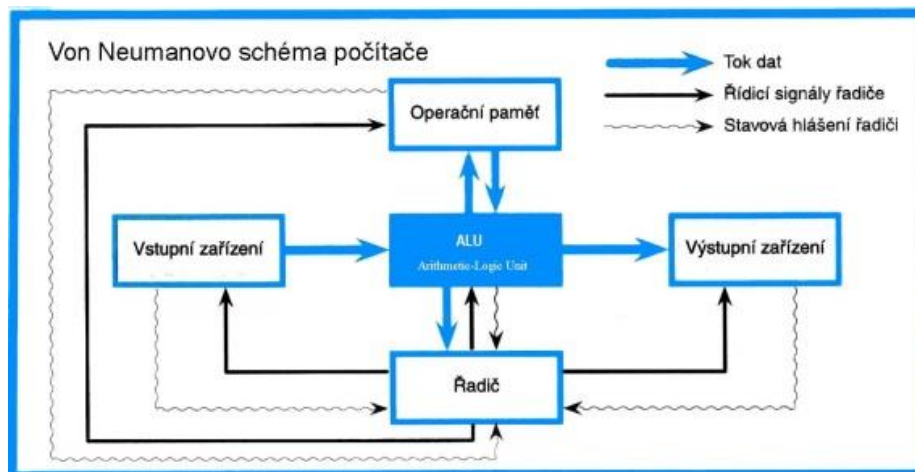 Von Neumanovo schéma počítače
Tok dat
Řídicí signály řadiče
Stavová hlášení řadiči
Operační paměť
Vstupní zařízení
ALU
Arithmetic-Logic Unit
Výstupní zařízení
Řadič